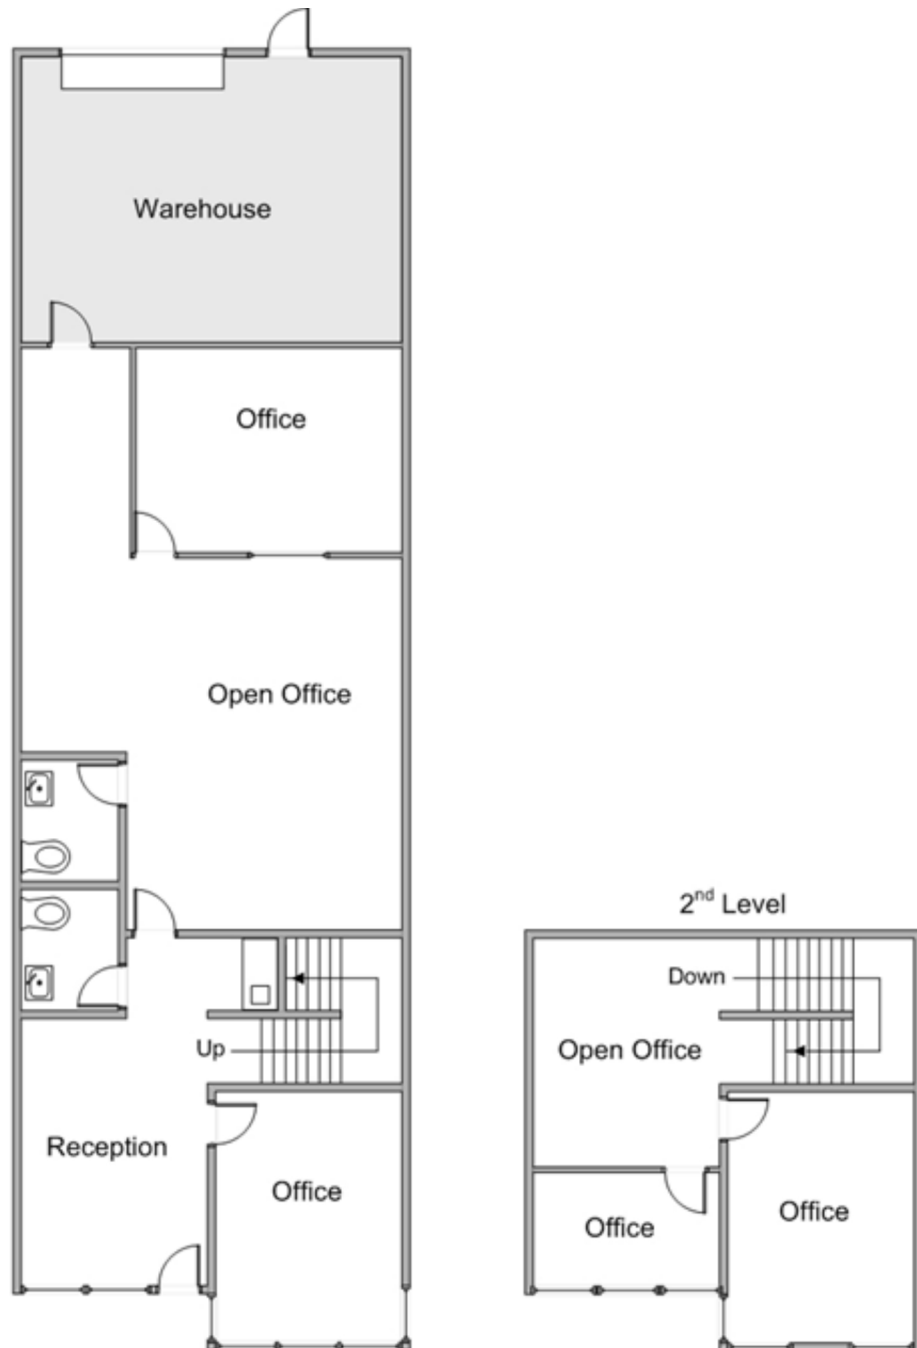 Warehouse
Office
Open Office
Up
Reception
Office
2nd Level
Down
Open Office
Office
Office